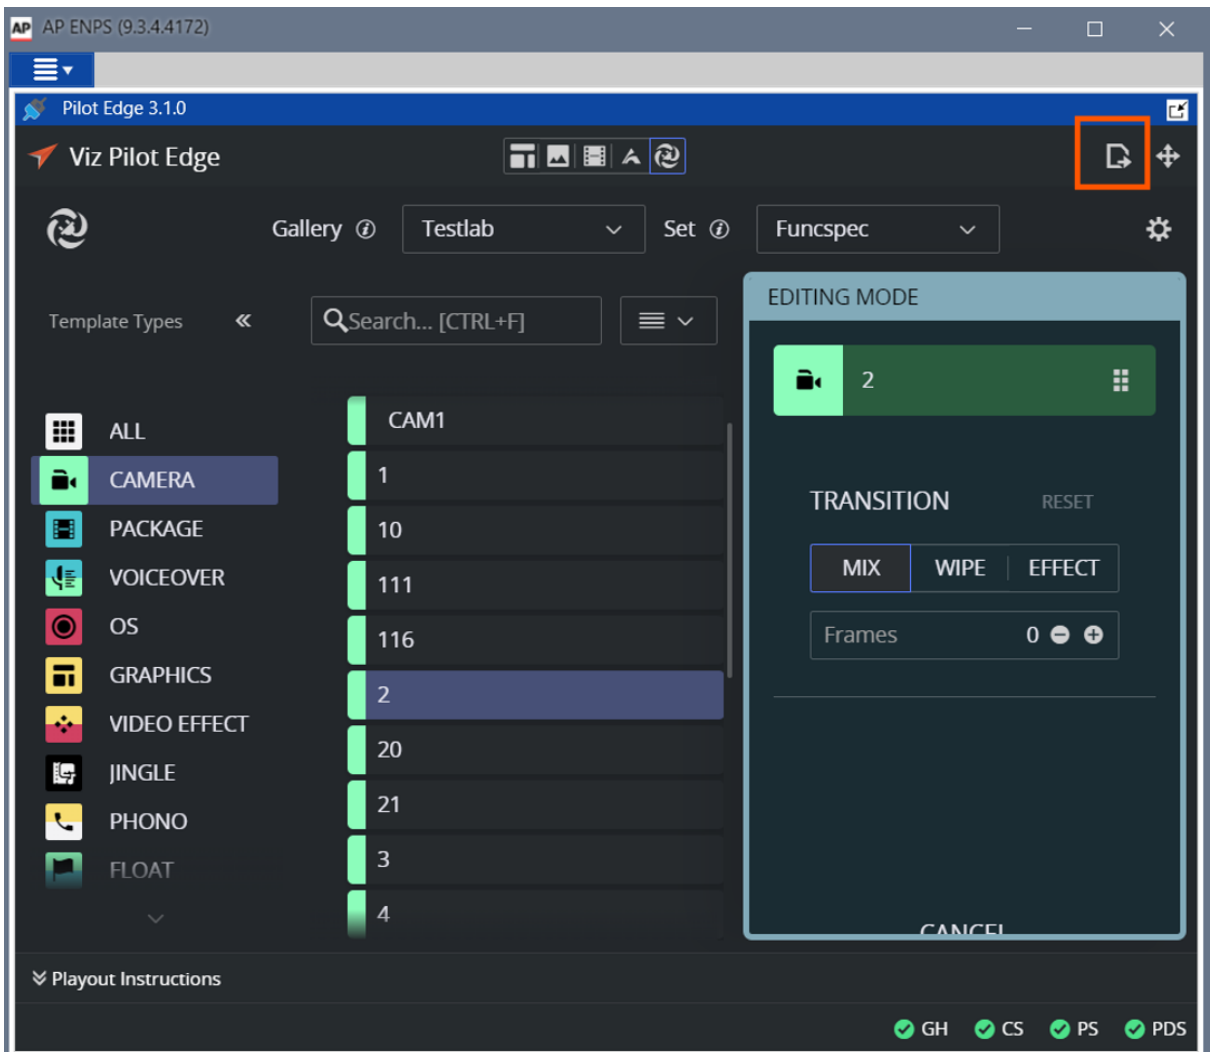 AP AP ENPS (9.3.4.4172)
Pilot Edge 3.1.0
Viz Pilot Edge
Gallery i Testlab Set i Funcspec
Template Types « Search... [CTRL+F]
EDITING MODE
2
ALL
CAMERA
PACKAGE
VOICEOVER
OS
GRAPHICS
VIDEO EFFECT
JINGLE
PHONO
FLOAT
CAM1
1
10
111
116
2
20
21
3
4
TRANSITION RESET
MIX WIPE EFFECT
Frames 0
CANCEL
Playout Instructions
GH CS PS PDS